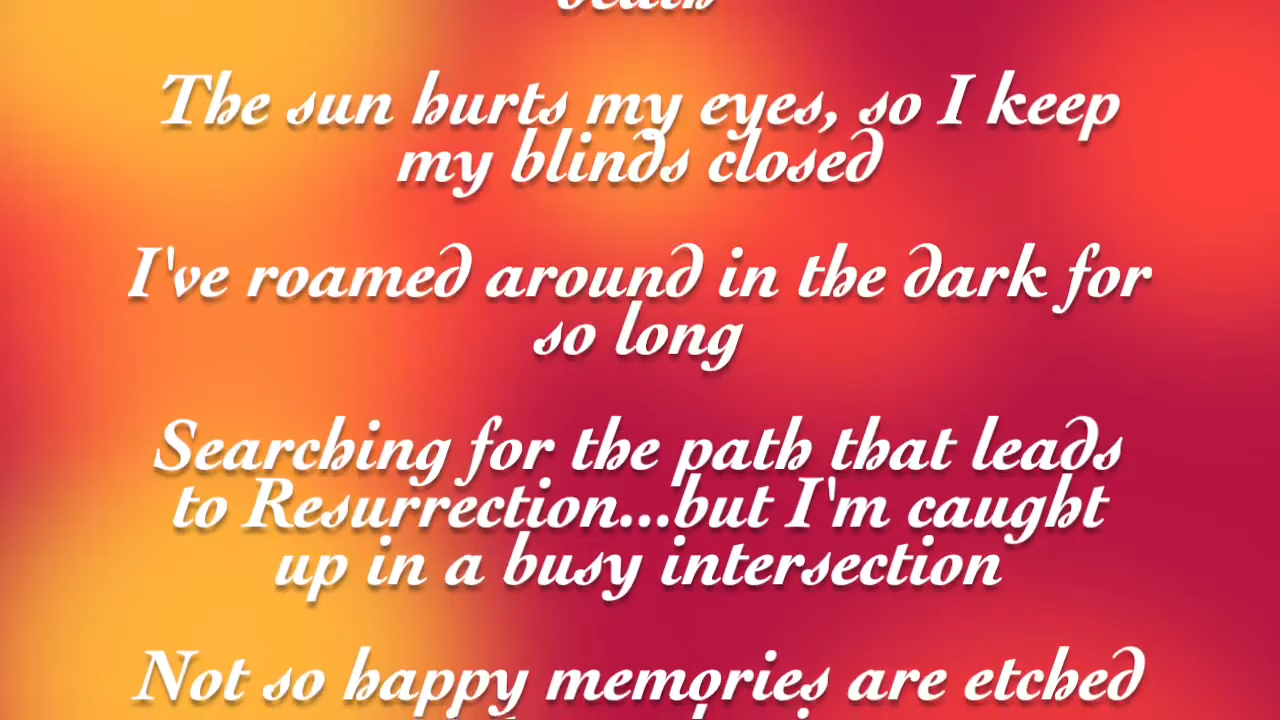 The sun hurts my eyes, so I keep
my blinds closed
I've roamed around in the dark for
so long
Searching for the path that leads
to Resurrection...but I'm caught
up in a busy intersection
Not so happy memories are etched